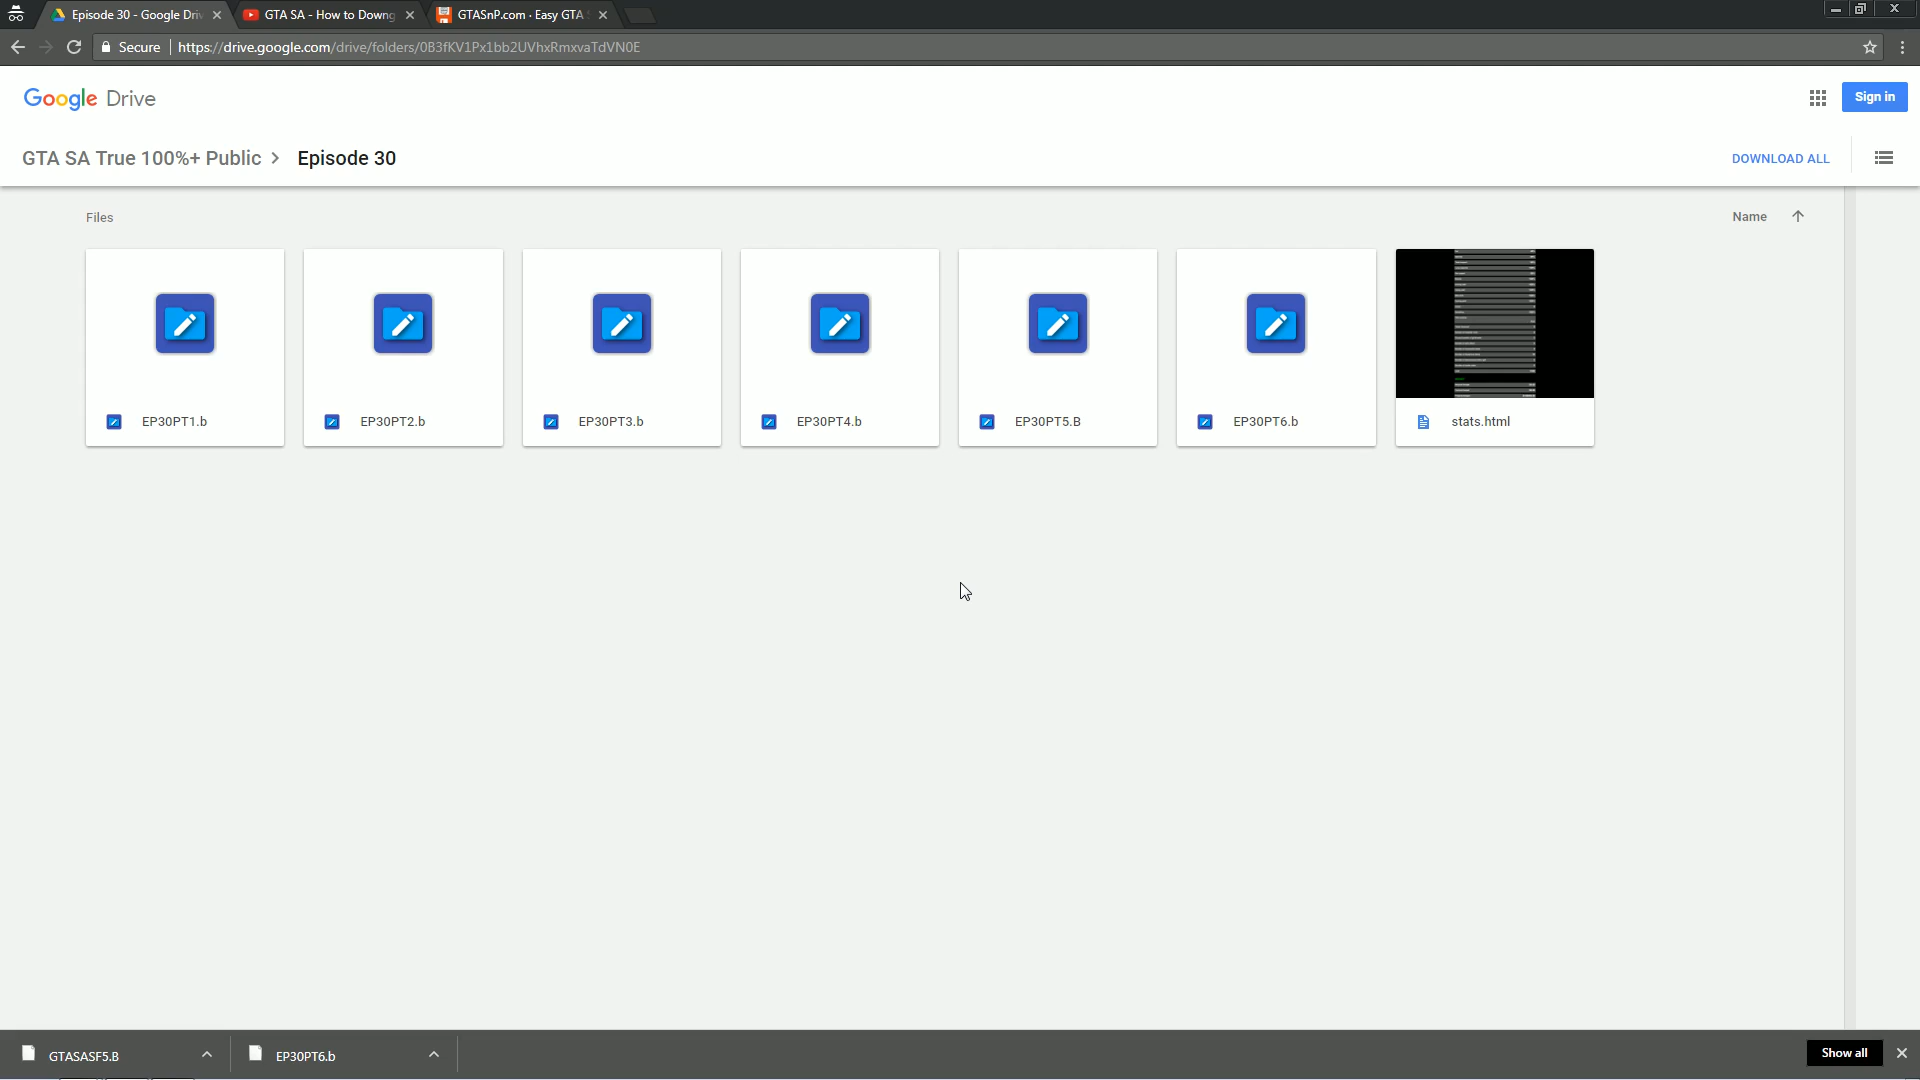 Episode 30 - Google Driv
GTA SA - How to Downg
GTASnP.com · Easy GTA
Secure
https://drive.google.com/drive/folders/0B3fKV1Px1bb2UVhxRmxvaTdVN0E
Google Drive
Sign in
GTA SA True 100%+ Public > Episode 30
DOWNLOAD ALL
Files
Name
EP30PT1.b
EP30PT2.b
EP30PT3.b
EP30PT4.b
EP30PT5.B
EP30PT6.b
stats.html
GTASASF5.B
EP30PT6.b
Show all